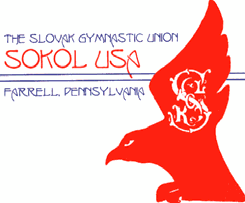 THE SLOVAK GYMNASTIC UNION
SOKOL USA
FARRELL, PENNSYLVANIA